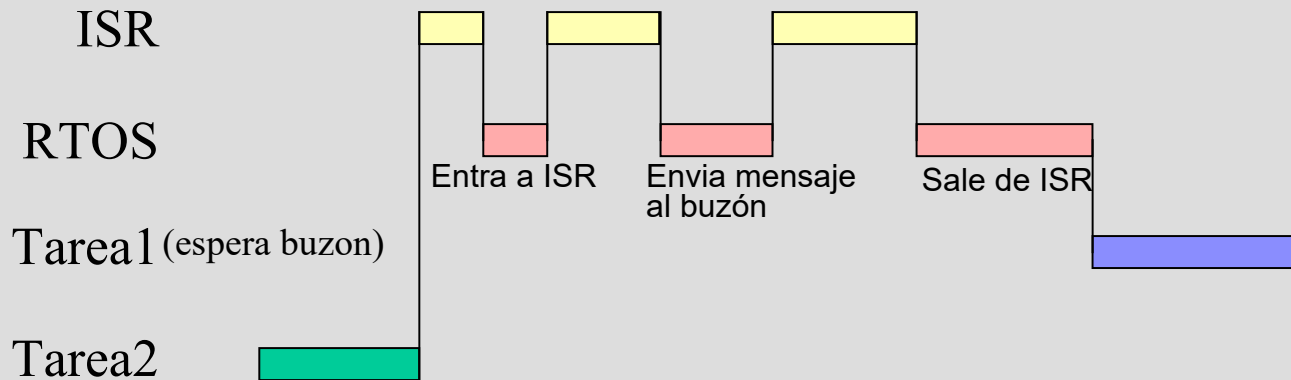 ISR
RTOS
Entra a ISR
Envia mensaje
al buzón
Sale de ISR
Tarea1 (espera buzon)
Tarea2